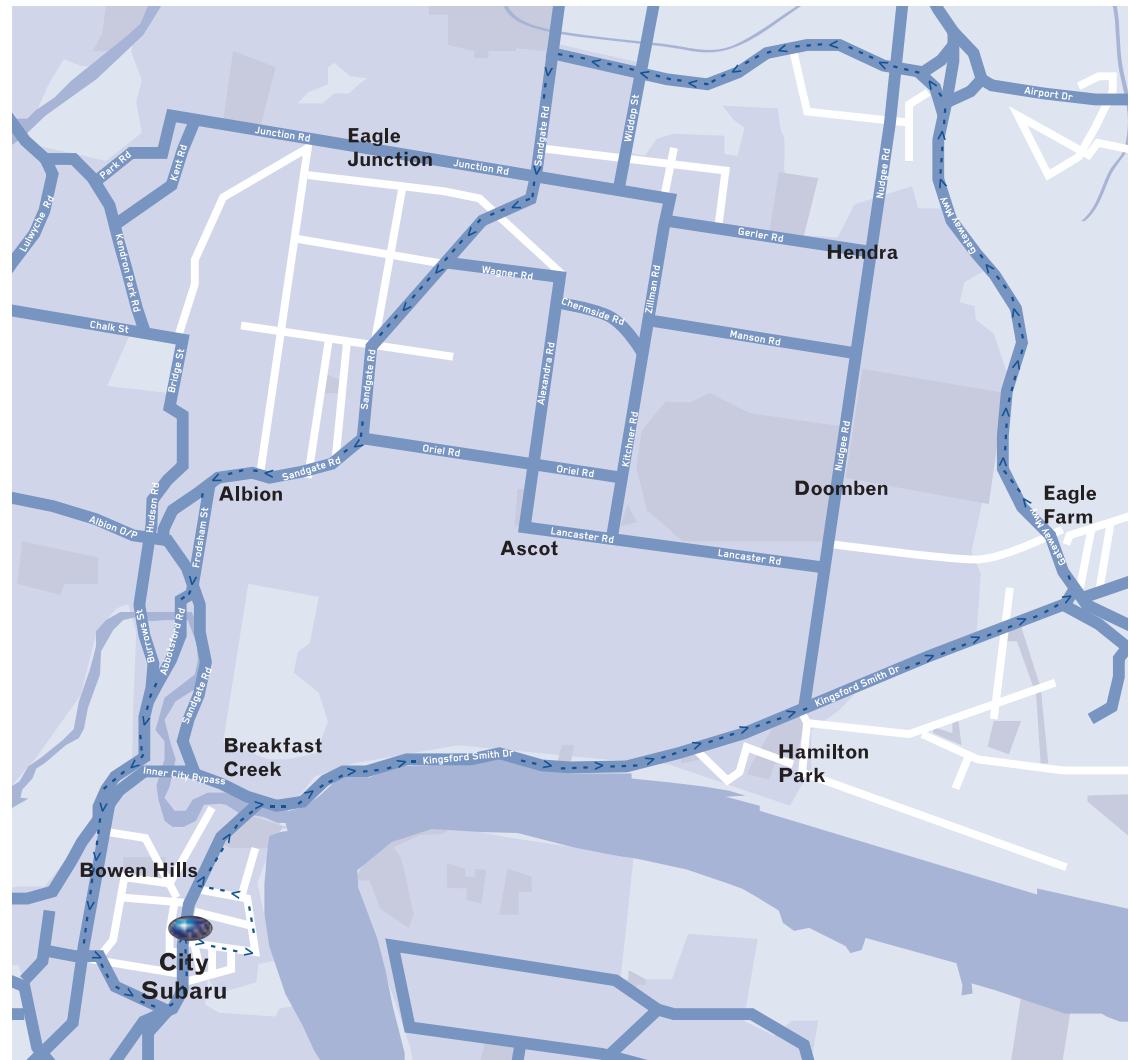 Airport Dr
Sandgate Rd
Widdop St
Junction Rd
Eagle
Junction
Junction Rd
Park Rd
Kent Rd
Nudgee Rd
Lulwyche Rd
Kendron Park Rd
Gateway Mwy
Gerler Rd
Hendra
Wagner Rd
Zillman Rd
Chermside Rd
Chalk St
Manson Rd
Bridge St
Sandgate Rd
Alexandra Rd
Kitchner Rd
Nudgee Rd
Oriel Rd
Oriel Rd
Sandgate Rd
Albion
Doomben
Eagle
Farm
Hudson Rd
Albion O/P
Frodsham St
Gateway Mwy
Ascot
Lancaster Rd
Lancaster Rd
Burrows St
Abbotsford Rd
Sandgate Rd
Kingsford Smith Dr
Breakfast
Creek
Kingsford Smith Dr
Hamilton
Park
Inner City Bypass
Bowen Hills
City
Subaru